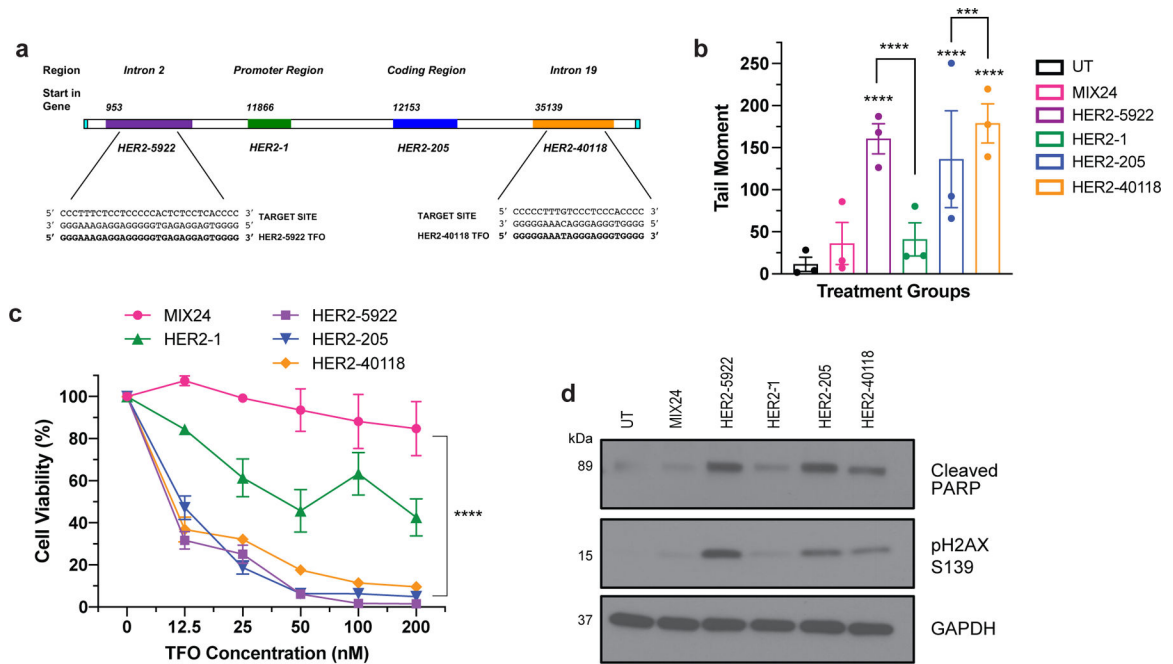 a
Region Intron 2 Promoter Region Coding Region Intron 19
Start in Gene 953 11866 12153 35139
HER2-5922 HER2-1 HER2-205 HER2-40118
5' CCCTTTCTCCTCCCCCACTCTCCTCACCCC 3' TARGET SITE
3' GGGAAAGAGGAGGGGGTGAGAGGAGTGGGG 5'
5' GGGAAAGAGGAGGGGGTGAGAGGAGTGGGG 3' HER2-5922 TFO
TARGET SITE 5' CCCCCTTTGTCCCTCCCACCCC 3'
3' GGGGGAAACAGGGAGGGTGGGG 5'
HER2-40118 TFO 5' GGGGGAAATAGGGAGGGTGGGG 3'
b
Tail Moment
250
200
150
100
50
0
****
****
****
***
****
Treatment Groups
UT
MIX24
HER2-5922
HER2-1
HER2-205
HER2-40118
c
MIX24 HER2-5922
HER2-1 HER2-205
HER2-40118
Cell Viability (%)
100
80
60
40
20
0
****
0 12.5 25 50 100 200
TFO Concentration (nM)
d
UT MIX24 HER2-5922 HER2-1 HER2-205 HER2-40118
kDa
89 Cleaved PARP
15 pH2AX S139
37 GAPDH